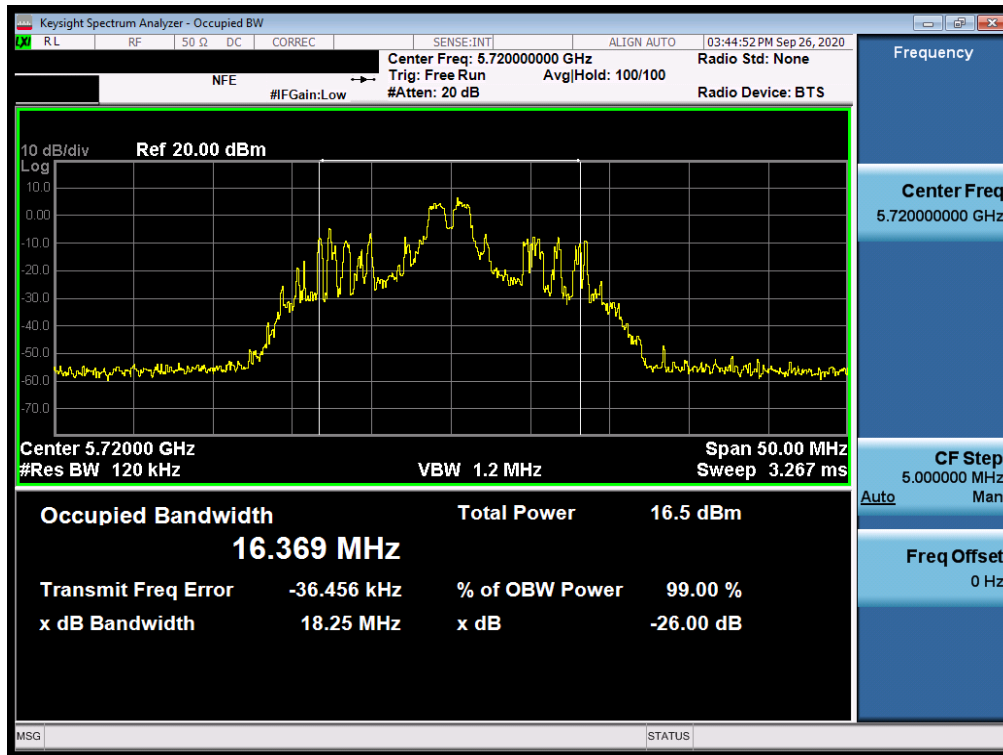 Keysight Spectrum Analyzer - Occupied BW
LXI RL RF 50 Ω DC CORREC SENSE:INT ALIGN AUTO 03:44:52 PM Sep 26, 2020
Center Freq: 5.720000000 GHz Radio Std: None
NFE Trig: Free Run Avg|Hold: 100/100
#IFGain:Low #Atten: 20 dB Radio Device: BTS
10 dB/div Ref 20.00 dBm
Log
10.0
0.00
-10.0
-20.0
-30.0
-40.0
-50.0
-60.0
-70.0
Center 5.72000 GHz Span 50.00 MHz
#Res BW 120 kHz VBW 1.2 MHz Sweep 3.267 ms
Occupied Bandwidth Total Power 16.5 dBm
16.369 MHz
Transmit Freq Error -36.456 kHz % of OBW Power 99.00 %
x dB Bandwidth 18.25 MHz x dB -26.00 dB
MSG STATUS
Frequency
Center Freq
5.720000000 GHz
CF Step
5.000000 MHz
Auto Man
Freq Offset
0 Hz